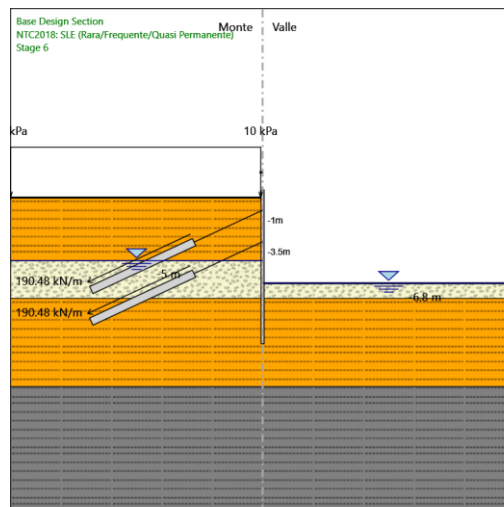 Base Design Section
NTC2018: SLE (Rara/Frequente/Quasi Permanente)
Stage 6
Monte Valle
kPa
10 kPa
-1m
-3.5m
-5 m
190.48 kN/m
-6.8 m
190.48 kN/m